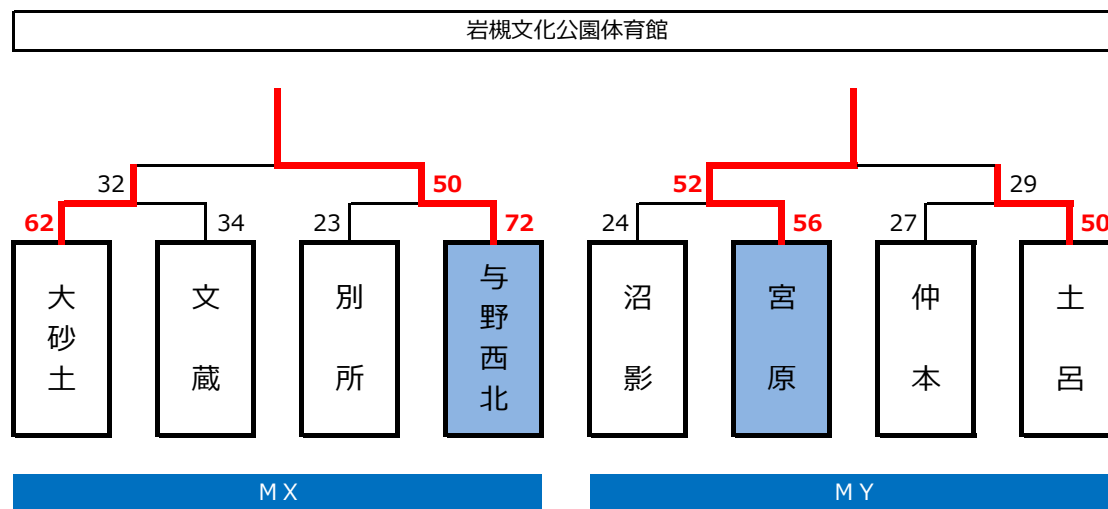 岩槻文化公園体育館
32 50 52 29
62 34 23 72 24 56 27 50
大砂土 文蔵 別所 与野西北 沼影 宮原 仲本 土呂
ＭＸ ＭＹ